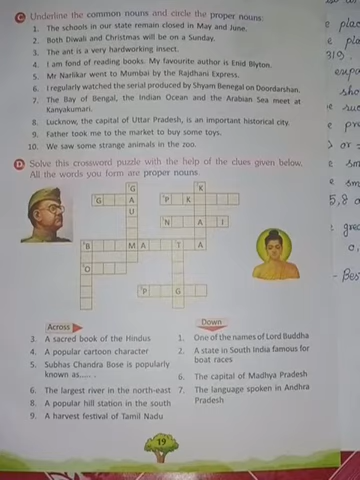 C Underline the common nouns and circle the proper nouns:
1. The schools in our state remain closed in May and June.
2. Both Diwali and Christmas will be on a Sunday.
3. The ant is a very hardworking insect.
4. I am fond of reading books. My favourite author is Enid Blyton.
5. Mr Narlikar went to Mumbai by the Rajdhani Express.
6. I regularly watched the serial produced by Shyam Benegal on Doordarshan.
7. The Bay of Bengal, the Indian Ocean and the Arabian Sea meet at
Kanyakumari.
8. Lucknow, the capital of Uttar Pradesh, is an important historical city.
9. Father took me to the market to buy some toys.
10. We saw some strange animals in the zoo.
D Solve this crossword puzzle with the help of the clues given below.
All the words you form are proper nouns.
G K
G A P K
U
N A I
B M A T A
O
P G
Across
3. A sacred book of the Hindus
4. A popular cartoon character
5. Subhas Chandra Bose is popularly
known as......
6. The largest river in the north-east
8. A popular hill station in the south
9. A harvest festival of Tamil Nadu
Down
1. One of the names of Lord Buddha
2. A state in South India famous for
boat races
6. The capital of Madhya Pradesh
7. The language spoken in Andhra
Pradesh
19
319.
5,8